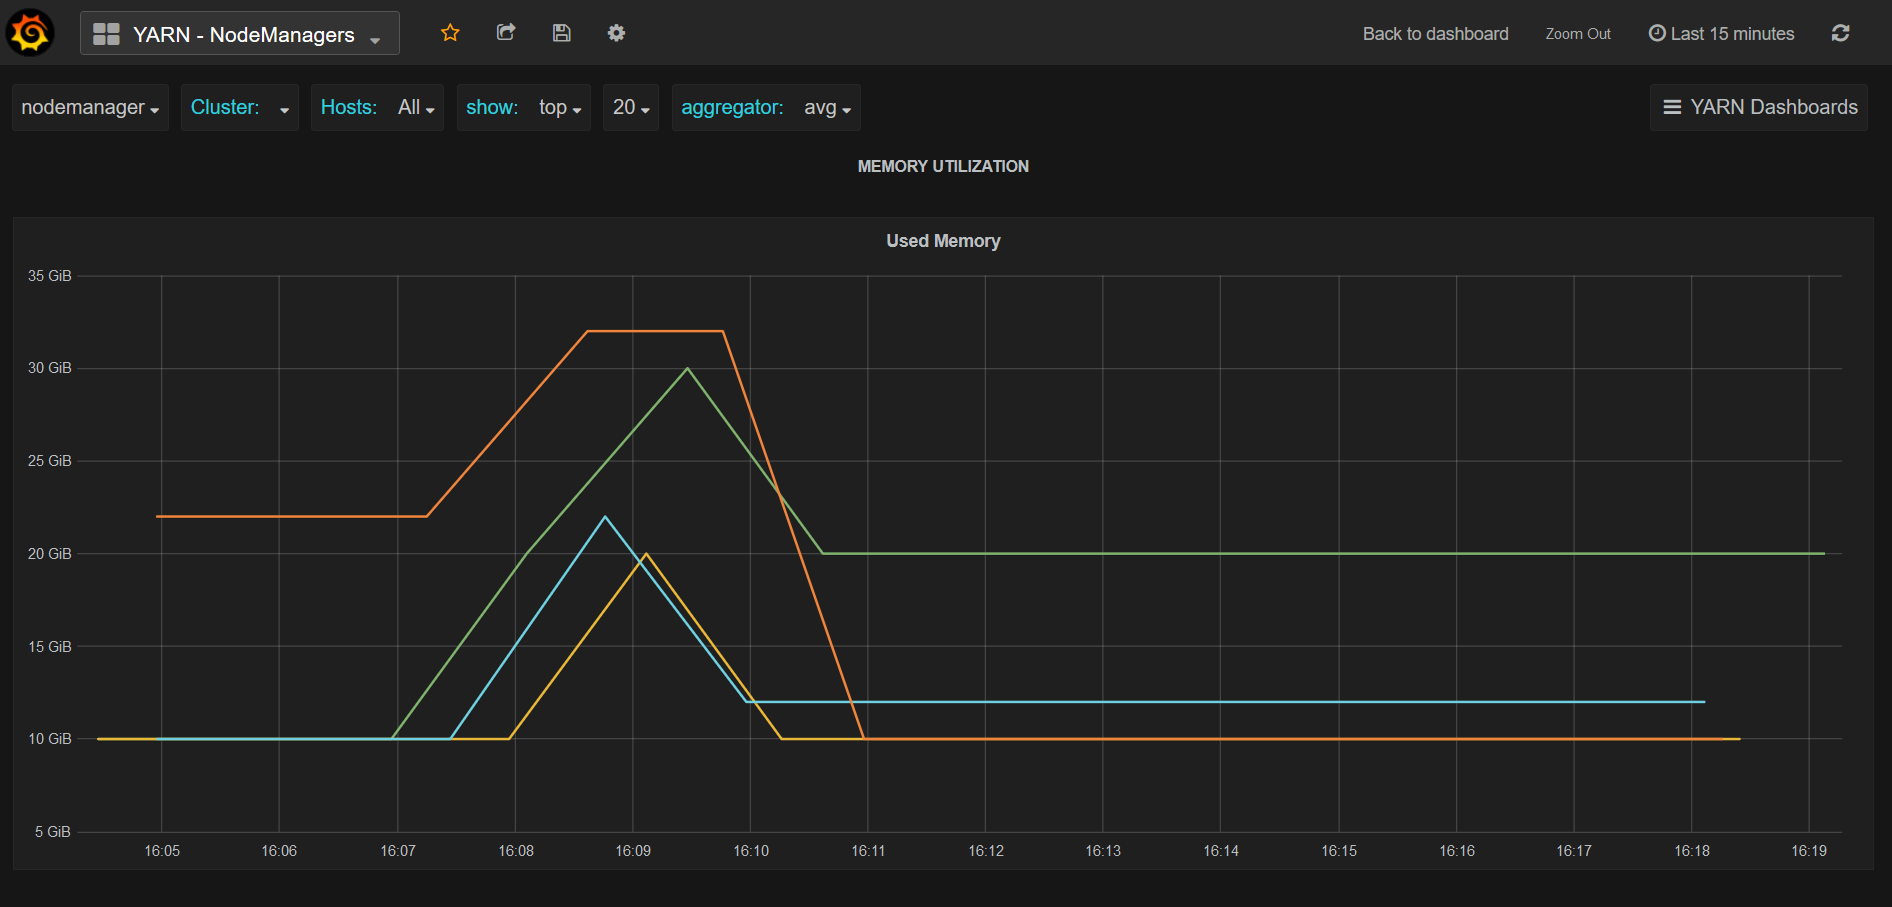 YARN - NodeManagers
Back to dashboard Zoom Out Last 15 minutes
nodemanager Cluster: Hosts: All show: top 20 aggregator: avg YARN Dashboards
MEMORY UTILIZATION
Used Memory
35 GiB
30 GiB
25 GiB
20 GiB
15 GiB
10 GiB
5 GiB
16:05 16:06 16:07 16:08 16:09 16:10 16:11 16:12 16:13 16:14 16:15 16:16 16:17 16:18 16:19